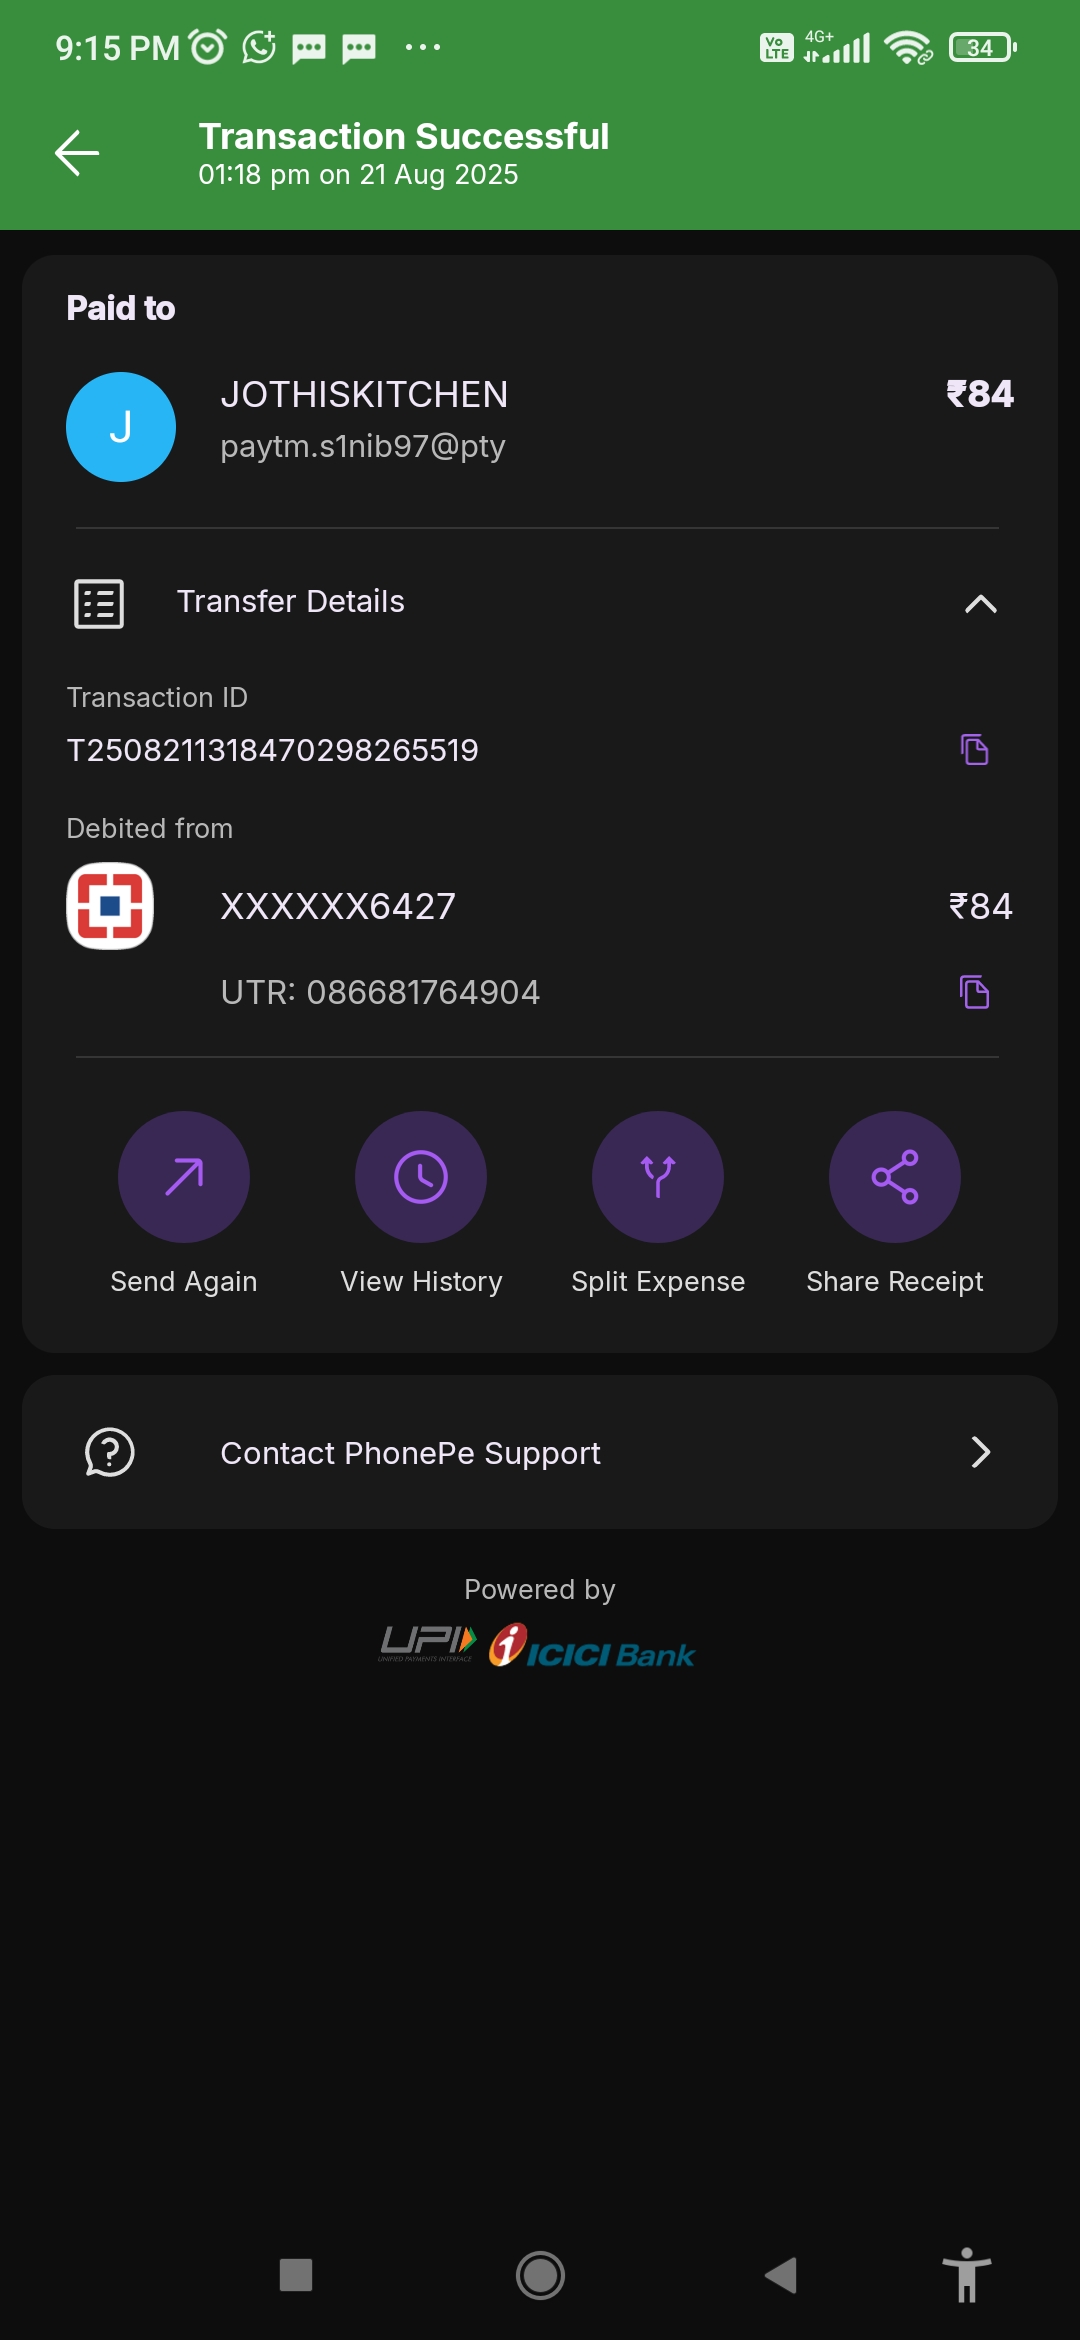 9:15 PM
Vo LTE
4G+
34
Transaction Successful
01:18 pm on 21 Aug 2025
Paid to
J
JOTHISKITCHEN
₹84
paytm.s1nib97@pty
Transfer Details
Transaction ID
T2508211318470298265519
Debited from
XXXXXX6427
₹84
UTR: 086681764904
Send Again
View History
Split Expense
Share Receipt
Contact PhonePe Support
Powered by
UPI
UNIFIED PAYMENTS INTERFACE
ICICI Bank